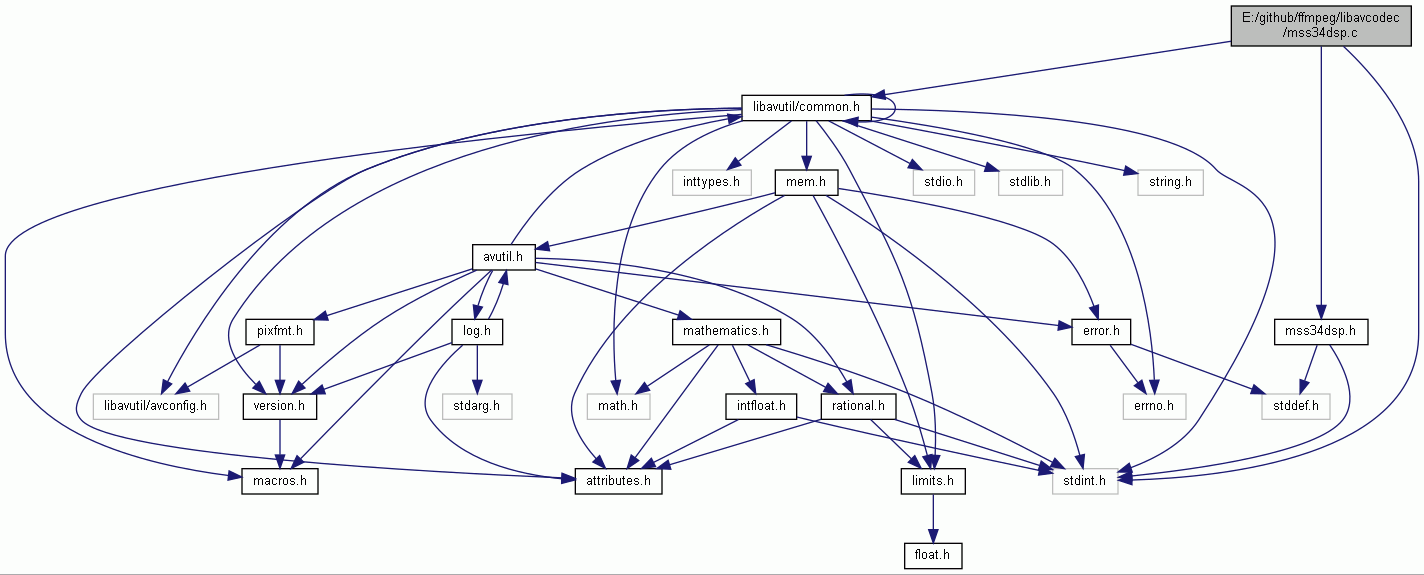 E:/github/ffmpeg/libavcodec
/mss34dsp.c
libavutil/common.h
inttypes.h
mem.h
stdio.h
stdlib.h
string.h
avutil.h
pixfmt.h
log.h
mathematics.h
error.h
mss34dsp.h
libavutil/avconfig.h
version.h
stdarg.h
math.h
intfloat.h
rational.h
errno.h
stddef.h
macros.h
attributes.h
limits.h
stdint.h
float.h